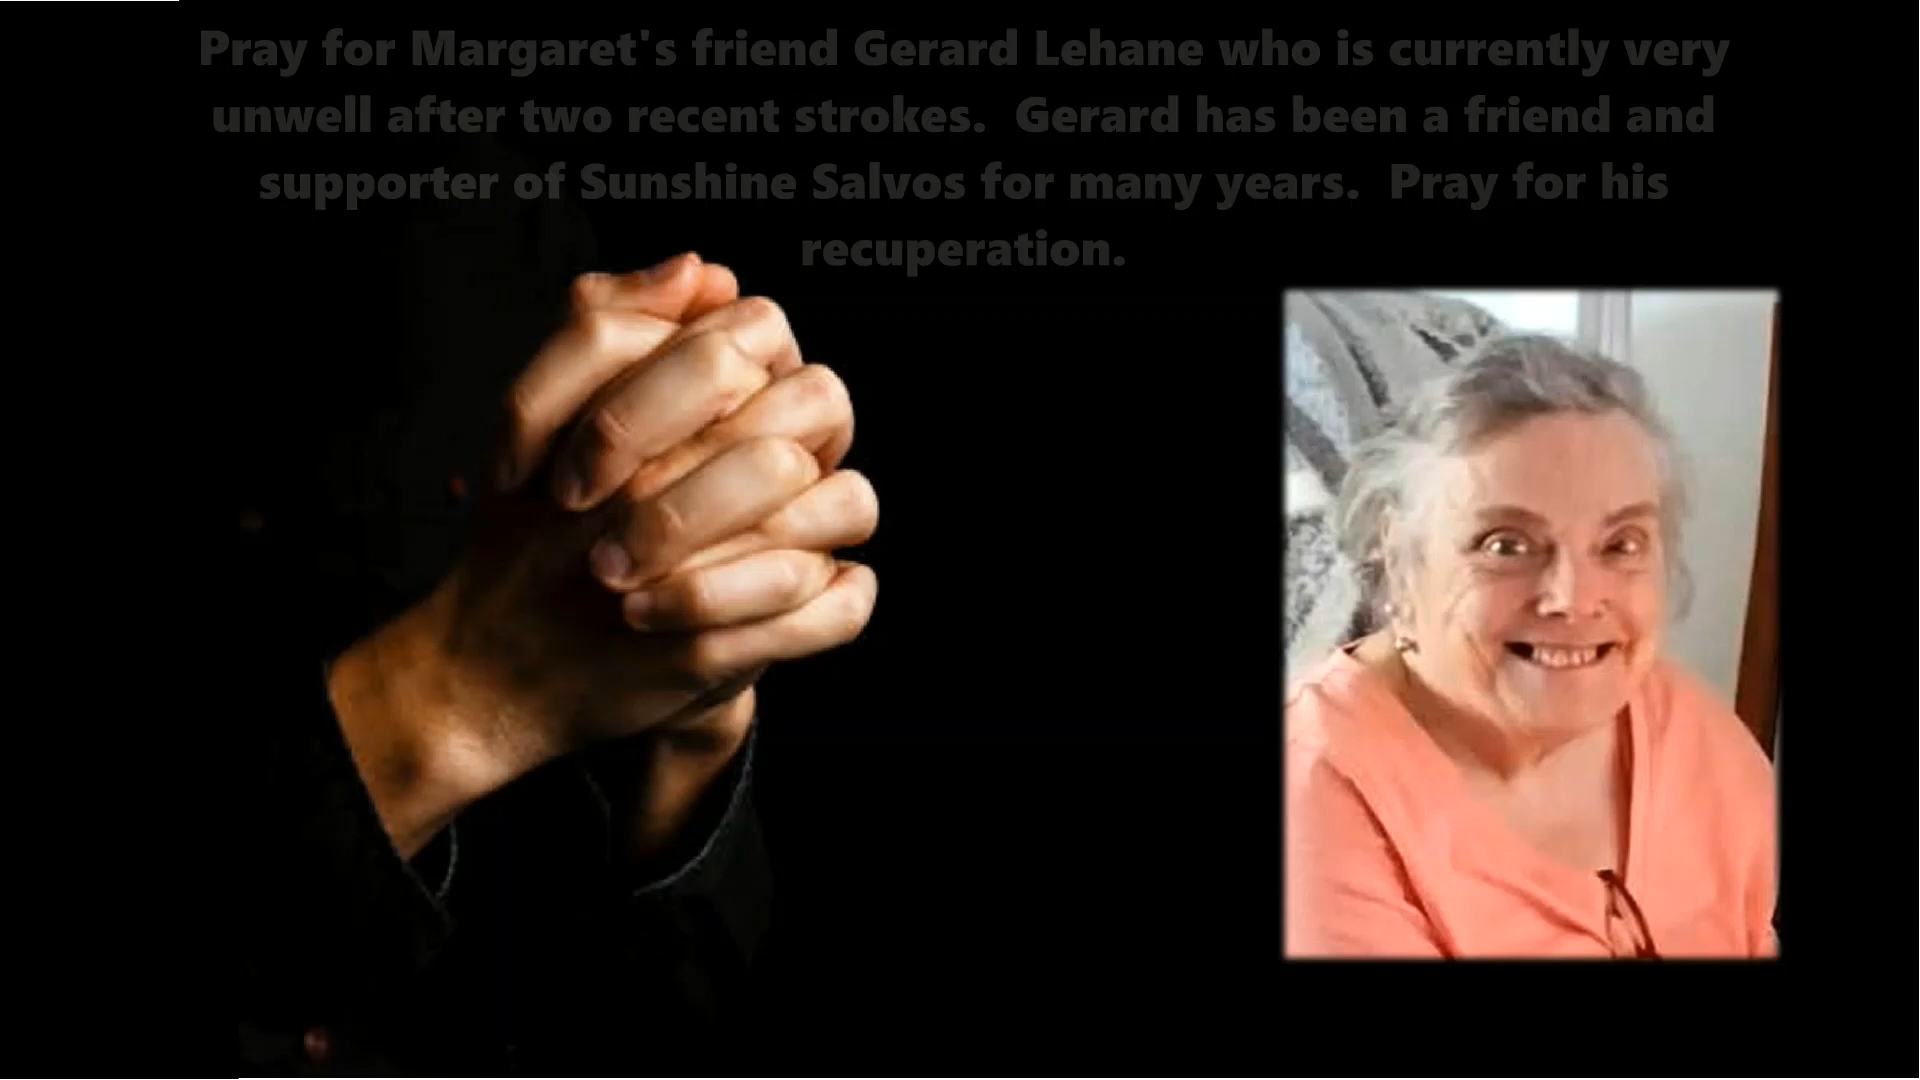 Pray for Margaret's friend Gerard Lehane who is currently very
unwell after two recent strokes.  Gerard has been a friend and
supporter of Sunshine Salvos for many years.  Pray for his
recuperation.